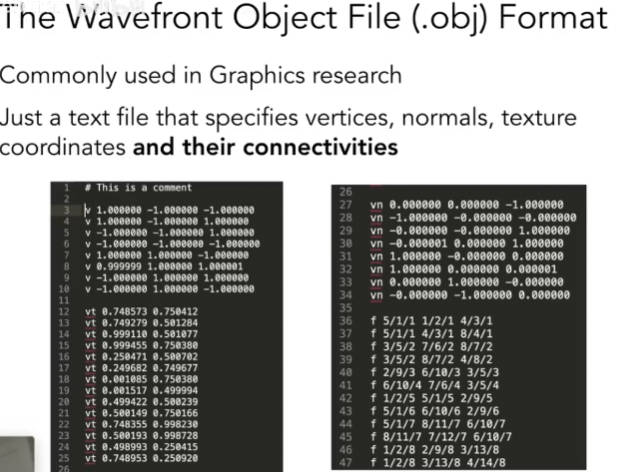 The Wavefront Object File (.obj) Format
Commonly used in Graphics research
Just a text file that specifies vertices, normals, texture
coordinates and their connectivities
1 # This is a comment
2
3 v 1.000000 -1.000000 -1.000000
4 v 1.000000 -1.000000 1.000000
5 v -1.000000 -1.000000 1.000000
6 v -1.000000 -1.000000 -1.000000
7 v 1.000000 1.000000 -1.000000
8 v 0.999999 1.000000 1.000001
9 v -1.000000 1.000000 1.000000
10 v -1.000000 1.000000 -1.000000
11
12 vt 0.748573 0.750412
13 vt 0.749279 0.501284
14 vt 0.999110 0.501077
15 vt 0.999455 0.750380
16 vt 0.250471 0.500702
17 vt 0.249682 0.749677
18 vt 0.001085 0.750380
19 vt 0.001517 0.499994
20 vt 0.499422 0.500239
21 vt 0.500149 0.750166
22 vt 0.748355 0.998230
23 vt 0.500193 0.998728
24 vt 0.498993 0.250415
25 vt 0.748953 0.250920
26
26
27 vn 0.000000 0.000000 -1.000000
28 vn -1.000000 -0.000000 -0.000000
29 vn -0.000000 -0.000000 1.000000
30 vn -0.000001 0.000000 1.000000
31 vn 1.000000 -0.000000 0.000000
32 vn 1.000000 0.000000 0.000001
33 vn 0.000000 1.000000 -0.000000
34 vn -0.000000 -1.000000 0.000000
35
36 f 5/1/1 1/2/1 4/3/1
37 f 5/1/1 4/3/1 8/4/1
38 f 3/5/2 7/6/2 8/7/2
39 f 3/5/2 8/7/2 4/8/2
40 f 2/9/3 6/10/3 3/5/3
41 f 6/10/4 7/6/4 3/5/4
42 f 1/2/5 5/1/5 2/9/5
43 f 5/1/6 6/10/6 2/9/6
44 f 5/1/7 8/11/7 6/10/7
45 f 8/11/7 7/12/7 6/10/7
46 f 1/2/8 2/9/8 3/13/8
47 f 1/2/8 3/13/8 4/14/8